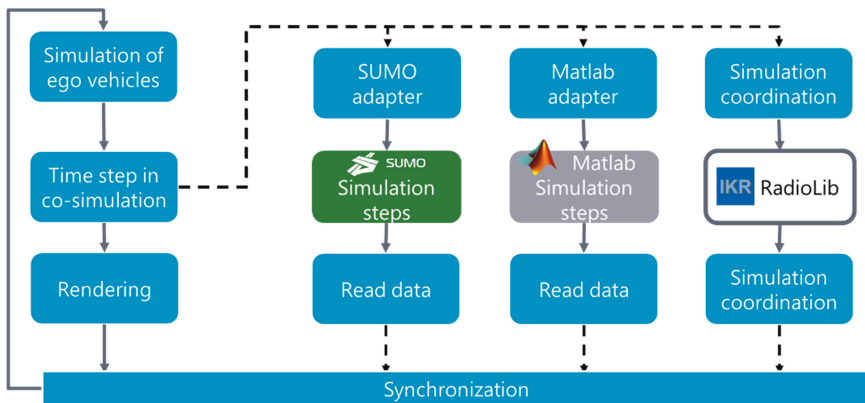 Simulation of
ego vehicles
Time step in
co-simulation
Rendering
SUMO
adapter
SUMO
Simulation
steps
Read data
Matlab
adapter
Matlab
Simulation
steps
Read data
Simulation
coordination
IKR RadioLib
Simulation
coordination
Synchronization